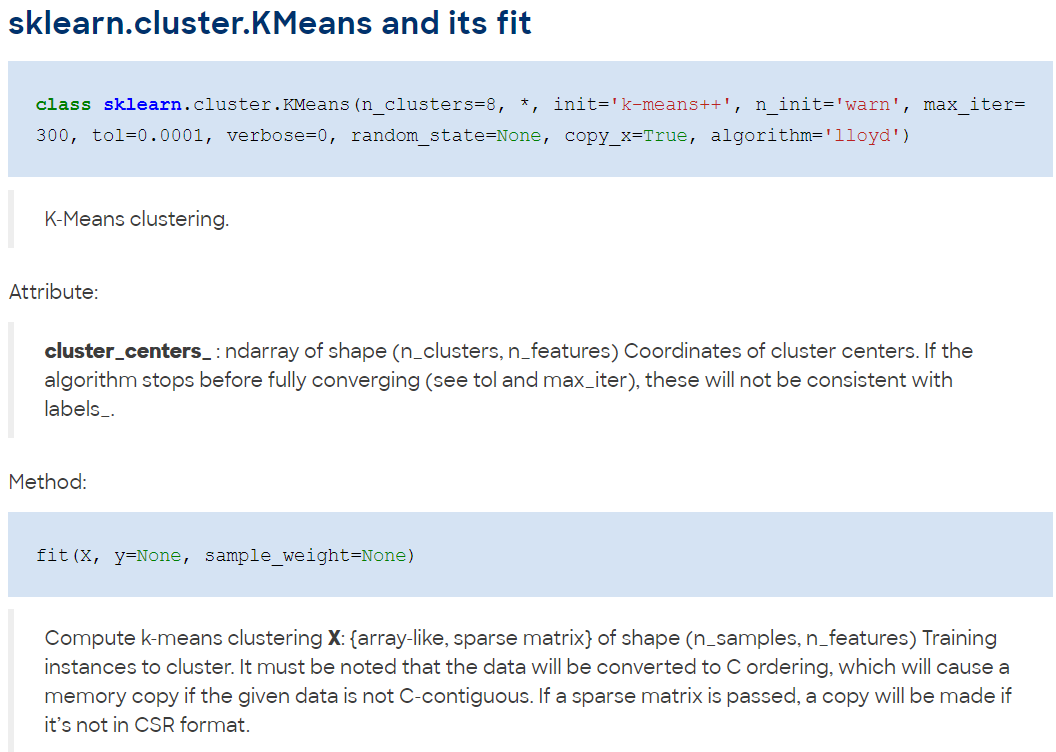 sklearn.cluster.KMeans and its fit
class sklearn.cluster.KMeans(n_clusters=8, *, init='k-means++', n_init='warn', max_iter=
300, tol=0.0001, verbose=0, random_state=None, copy_x=True, algorithm='lloyd')
K-Means clustering.
Attribute:
cluster_centers_ : ndarray of shape (n_clusters, n_features) Coordinates of cluster centers. If the
algorithm stops before fully converging (see tol and max_iter), these will not be consistent with
labels_.
Method:
fit(X, y=None, sample_weight=None)
Compute k-means clustering X: {array-like, sparse matrix} of shape (n_samples, n_features) Training
instances to cluster. It must be noted that the data will be converted to C ordering, which will cause a
memory copy if the given data is not C-contiguous. If a sparse matrix is passed, a copy will be made if
it's not in CSR format.